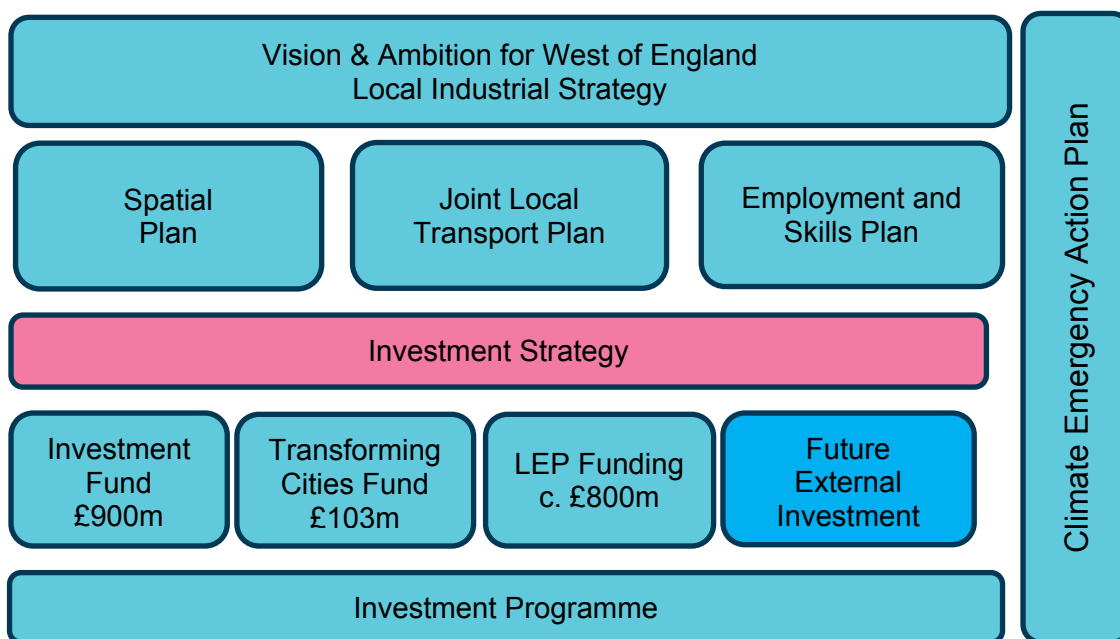 Vision & Ambition for West of England
Local Industrial Strategy
Spatial
Plan
Joint Local
Transport Plan
Employment and
Skills Plan
Investment Strategy
Investment
Fund
£900m
Transforming
Cities Fund
£103m
LEP Funding
c. £800m
Future
External
Investment
Investment Programme
Climate Emergency Action Plan